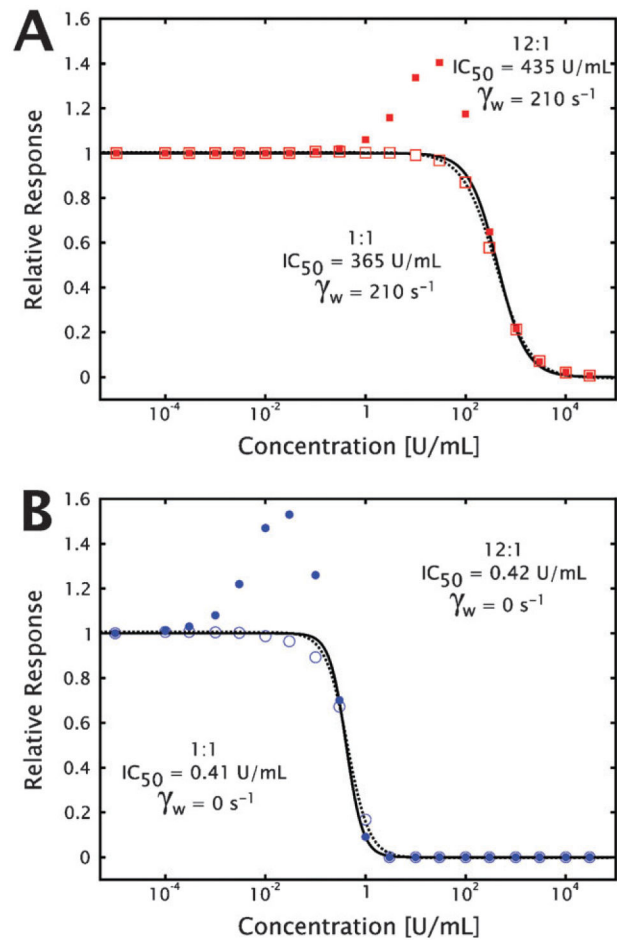 A
1.6
1.4
1.2
1
0.8
0.6
0.4
0.2
0
Relative Response
12:1
IC50 = 435 U/mL
γw = 210 s⁻¹
1:1
IC50 = 365 U/mL
γw = 210 s⁻¹
10⁻⁴ 10⁻² 1 10² 10⁴
Concentration [U/mL]
B
1.6
1.4
1.2
1
0.8
0.6
0.4
0.2
0
Relative Response
12:1
IC50 = 0.42 U/mL
γw = 0 s⁻¹
1:1
IC50 = 0.41 U/mL
γw = 0 s⁻¹
10⁻⁴ 10⁻² 1 10² 10⁴
Concentration [U/mL]